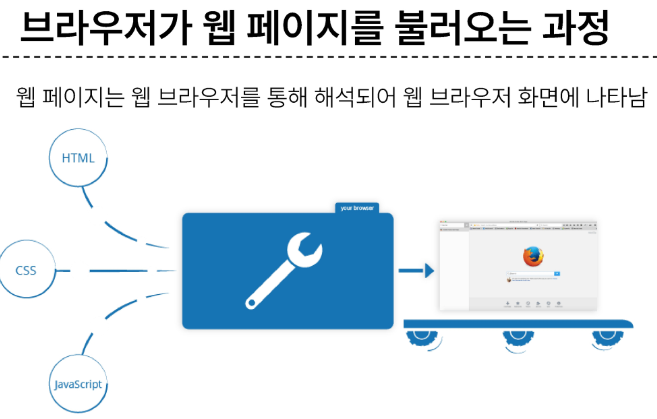 브라우저가 웹 페이지를 불러오는 과정
웹 페이지는 웹 브라우저를 통해 해석되어 웹 브라우저 화면에 나타남
HTML
your browser
CSS
JavaScript